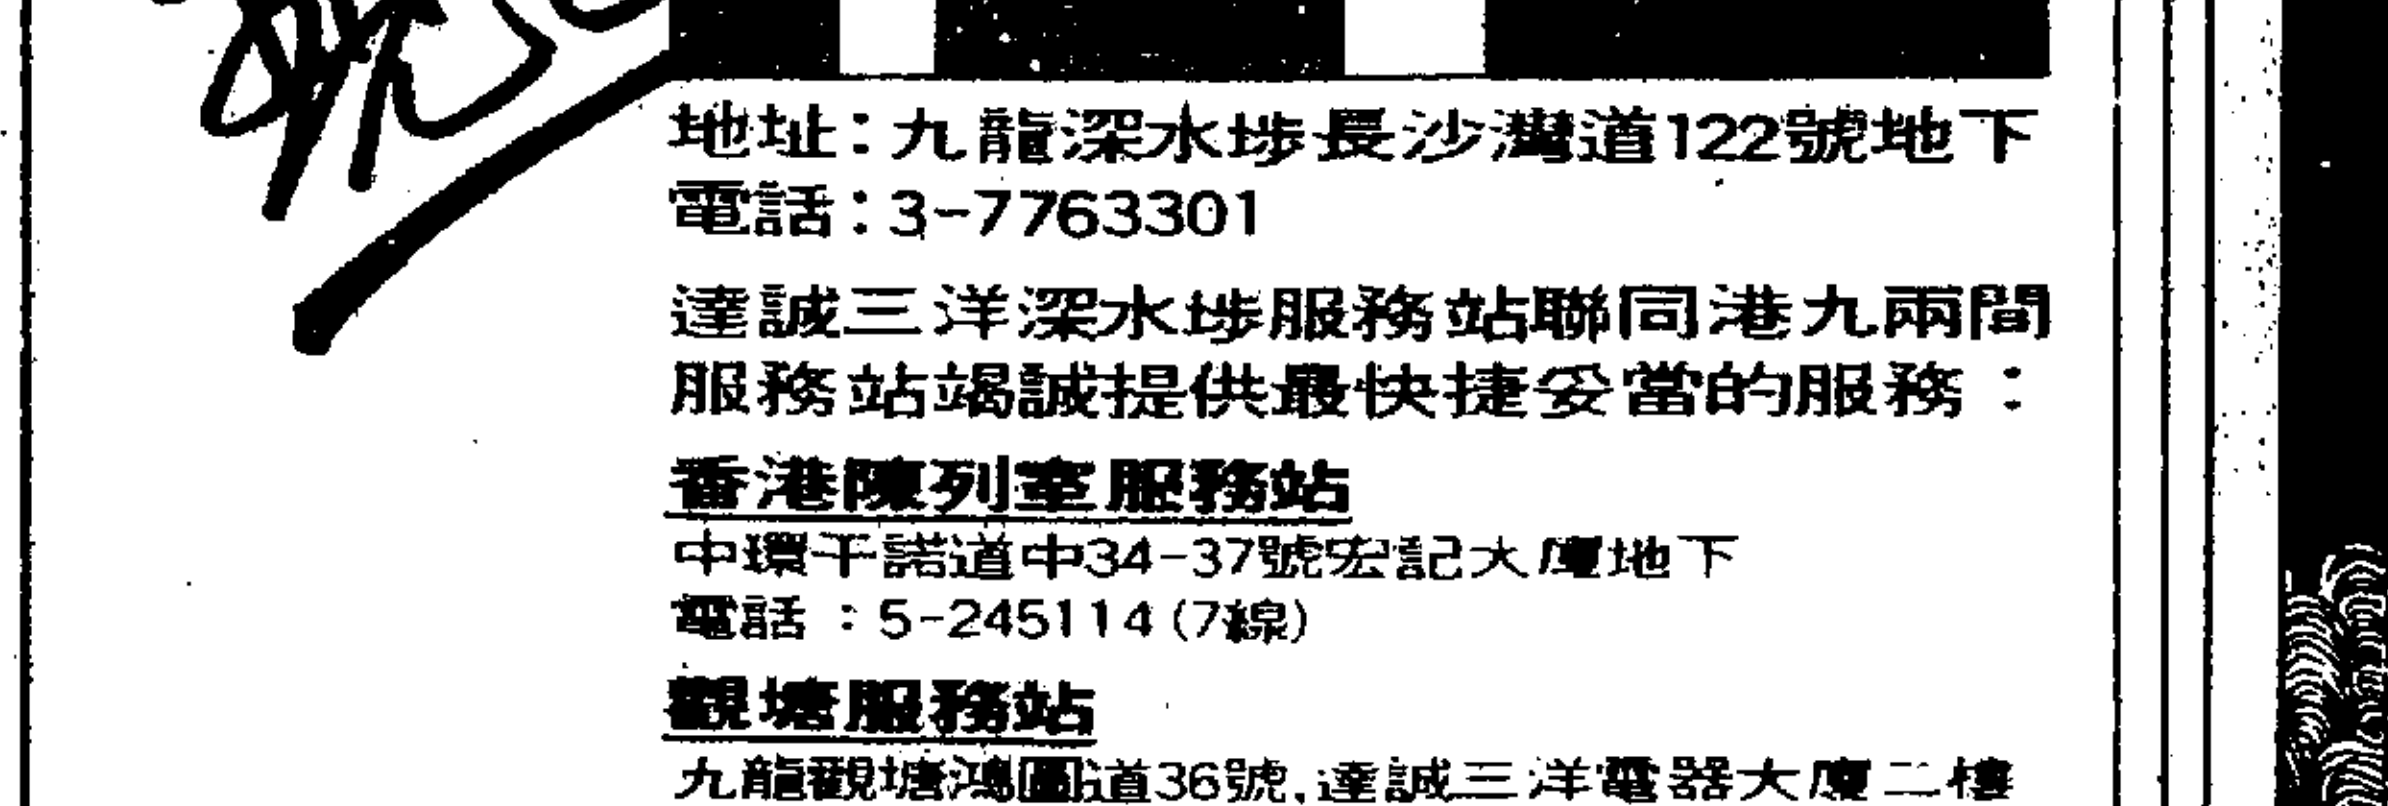 地址：九龍深水埗長沙灣道122號地下
電話：3-7763301
達誠三洋深水埗服務站聯同港九兩間
服務站竭誠提供最快捷妥當的服務：
香港陳列室服務站
中環干諾道中34-37號宏記大廈地下
電話：5-245114(7線)
觀塘服務站
九龍觀塘鴻圖道36號,達誠三洋電器大廈二樓